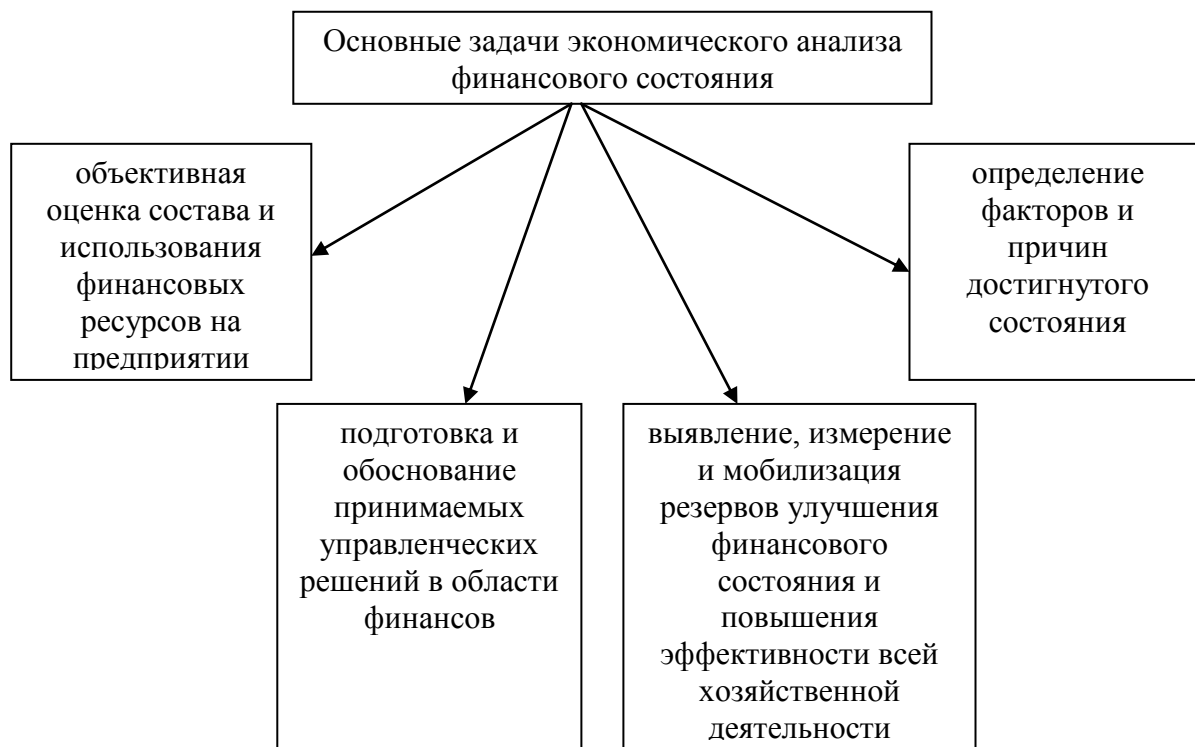 Основные задачи экономического анализа
финансового состояния
объективная
оценка состава и
использования
финансовых
ресурсов на
предприятии
определение
факторов и
причин
достигнутого
состояния
подготовка и
обоснование
принимаемых
управленческих
решений в области
финансов
выявление, измерение
и мобилизация
резервов улучшения
финансового
состояния и
повышения
эффективности всей
хозяйственной
деятельности